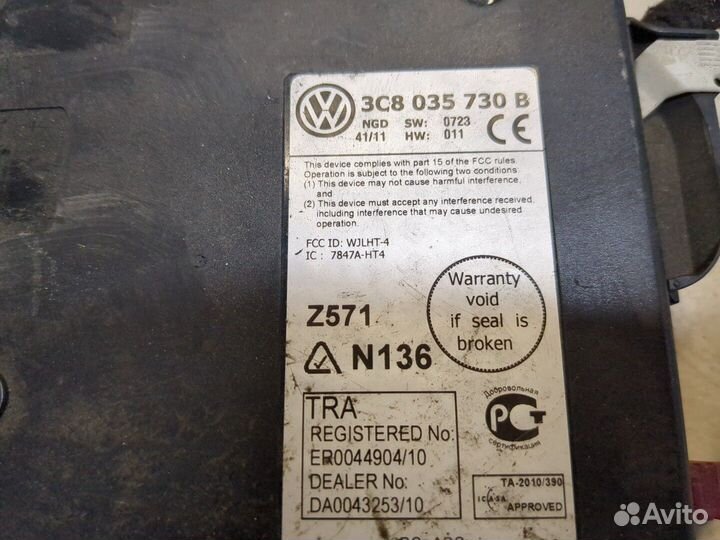 3C8 035 730 B
NGD SW: 0723
41/11 HW: 011
CE
This device complies with part 15 of the FCC rules.
Operation is subject to the following two conditions:
(1) This device may not cause harmful interference,
and
(2) This device must accept any interference received,
including interference that may cause undesired
operation.
FCC ID: WJLHT-4
IC : 7847A-HT4
Warranty
void
if seal is
broken
Z571
N136
TRA
REGISTERED No:
ER0044904/10
DEALER No:
DA0043253/10
Добровольная
РСТ
сертификация
TA-2010/390
ICASA
APPROVED
Avito